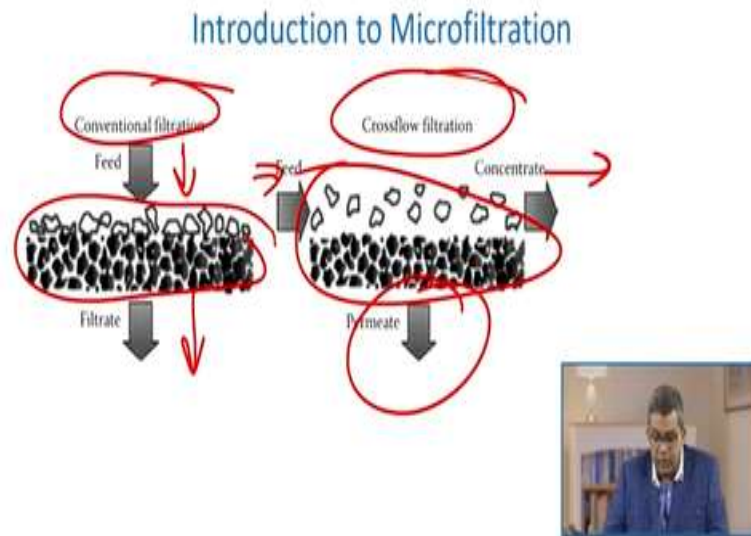 Introduction to Microfiltration
Conventional filtration
Feed
Filtrate
Crossflow filtration
Feed
Concentrate
Permeate